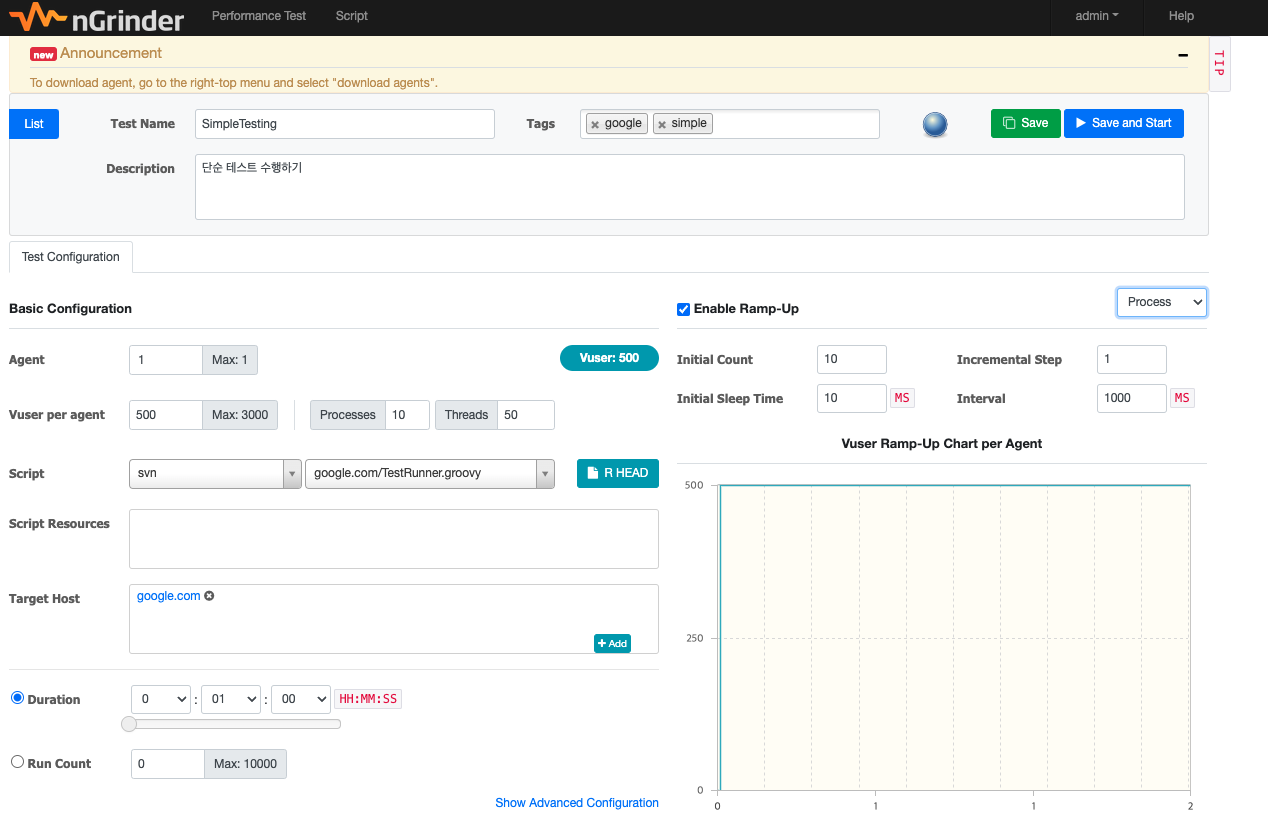 nGrinder Performance Test Script admin Help
new Announcement
TIP
To download agent, go to the right-top menu and select "download agents".
List Test Name SimpleTesting Tags google simple Save Save and Start
Description 단순 테스트 수행하기
Test Configuration
Basic Configuration
Agent 1 Max: 1 Vuser: 500
Vuser per agent 500 Max: 3000 Processes 10 Threads 50
Script svn google.com/TestRunner.groovy R HEAD
Script Resources
Target Host google.com
Add
Duration 0 : 01 : 00 HH:MM:SS
Run Count 0 Max: 10000
Show Advanced Configuration
Enable Ramp-Up Process
Initial Count 10 Incremental Step 1
Initial Sleep Time 10 MS Interval 1000 MS
Vuser Ramp-Up Chart per Agent
500
250
0
0 1 1 2